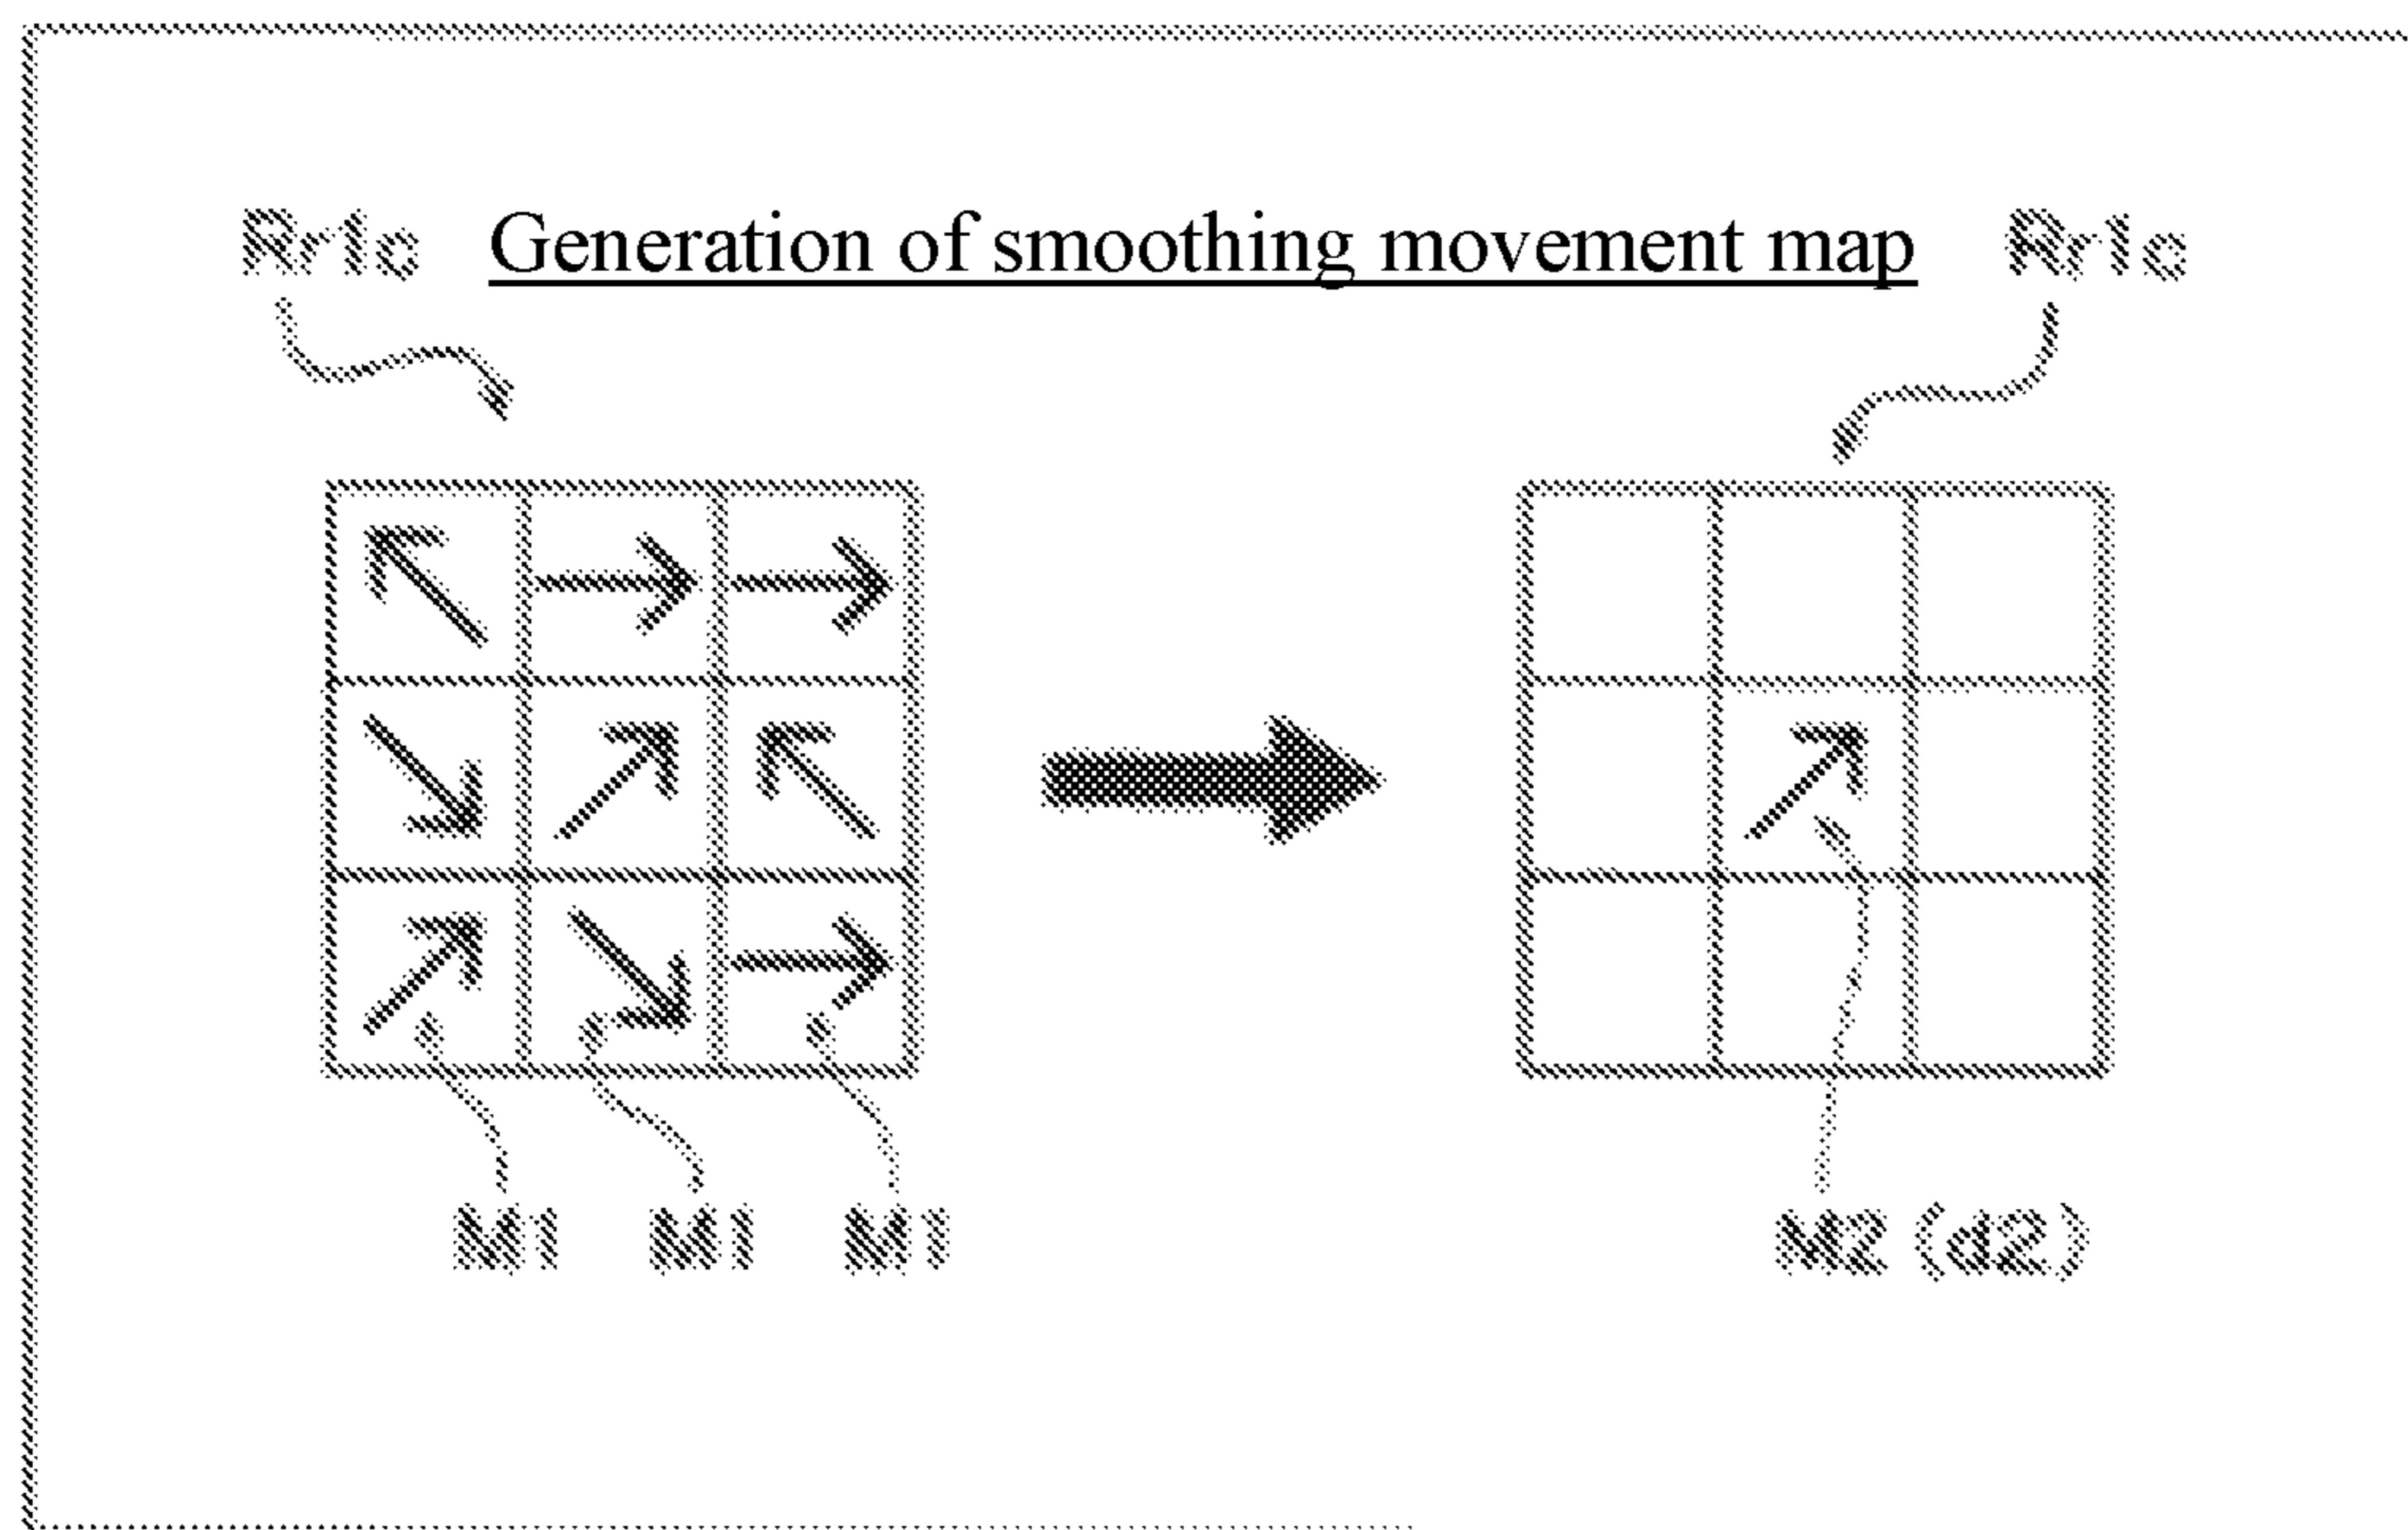 Rr1c Generation of smoothing movement map Rr1c
M1 M1 M1 M2 (d2)